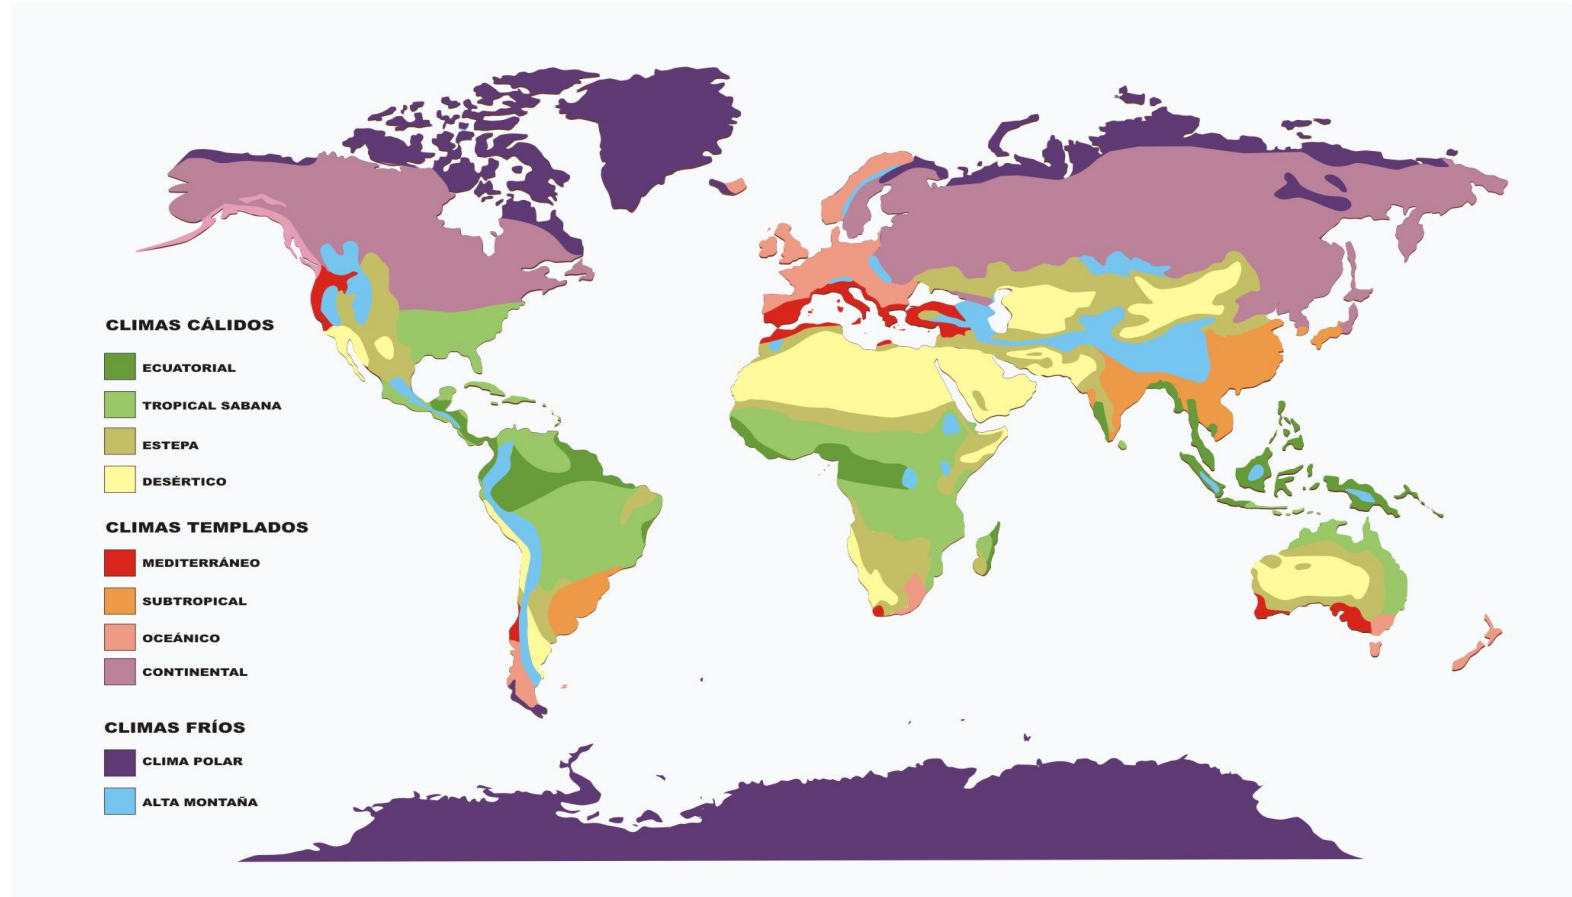 CLIMAS CÁLIDOS
ECUATORIAL
TROPICAL SABANA
ESTEPA
DESÉRTICO
CLIMAS TEMPLADOS
MEDITERRÁNEO
SUBTROPICAL
OCEÁNICO
CONTINENTAL
CLIMAS FRÍOS
CLIMA POLAR
ALTA MONTAÑA